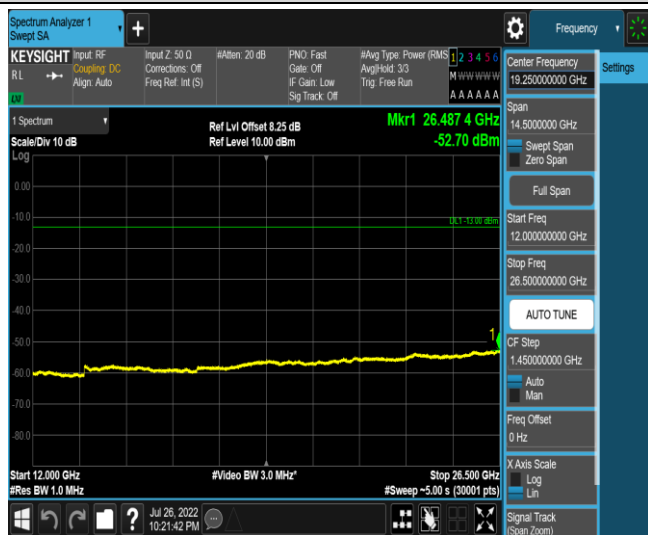 Spectrum Analyzer 1
Swept SA
+
Frequency
KEYSIGHT
RL
LW
Input: RF
Coupling: DC
Align: Auto
Input Z: 50 Ω
Corrections: Off
Freq Ref: Int (S)
#Atten: 20 dB
PNO: Fast
Gate: Off
IF Gain: Low
Sig Track: Off
#Avg Type: Power (RMS
Avg|Hold: 3/3
Trig: Free Run
1 2 3 4 5 6
M W W W W W
A A A A A A
Settings
Center Frequency
19.250000000 GHz
Span
14.5000000 GHz
Swept Span
Zero Span
Full Span
Start Freq
12.000000000 GHz
Stop Freq
26.500000000 GHz
AUTO TUNE
CF Step
1.450000000 GHz
Auto
Man
Freq Offset
0 Hz
X Axis Scale
Log
Lin
Signal Track
(Span Zoom)
1 Spectrum
Scale/Div 10 dB
Log
Ref Lvl Offset 8.25 dB
Ref Level 10.00 dBm
Mkr1 26.487 4 GHz
-52.70 dBm
0.00
-10.0
DL1 -13.00 dBm
-20.0
-30.0
-40.0
1
-50.0
-60.0
-70.0
-80.0
Start 12.000 GHz
#Res BW 1.0 MHz
#Video BW 3.0 MHz*
Stop 26.500 GHz
#Sweep ~5.00 s (30001 pts)
?
Jul 26, 2022
10:21:42 PM